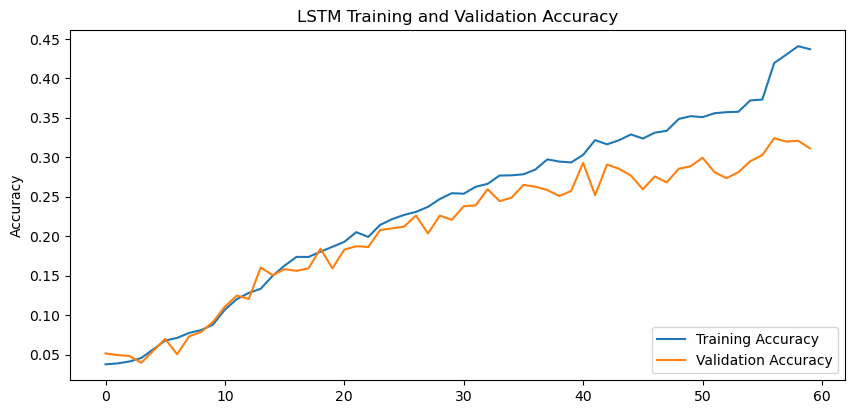 LSTM Training and Validation Accuracy
0.45
0.40
0.35
0.30
0.25
0.20
0.15
0.10
0.05
Accuracy
0 10 20 30 40 50 60
Training Accuracy
Validation Accuracy